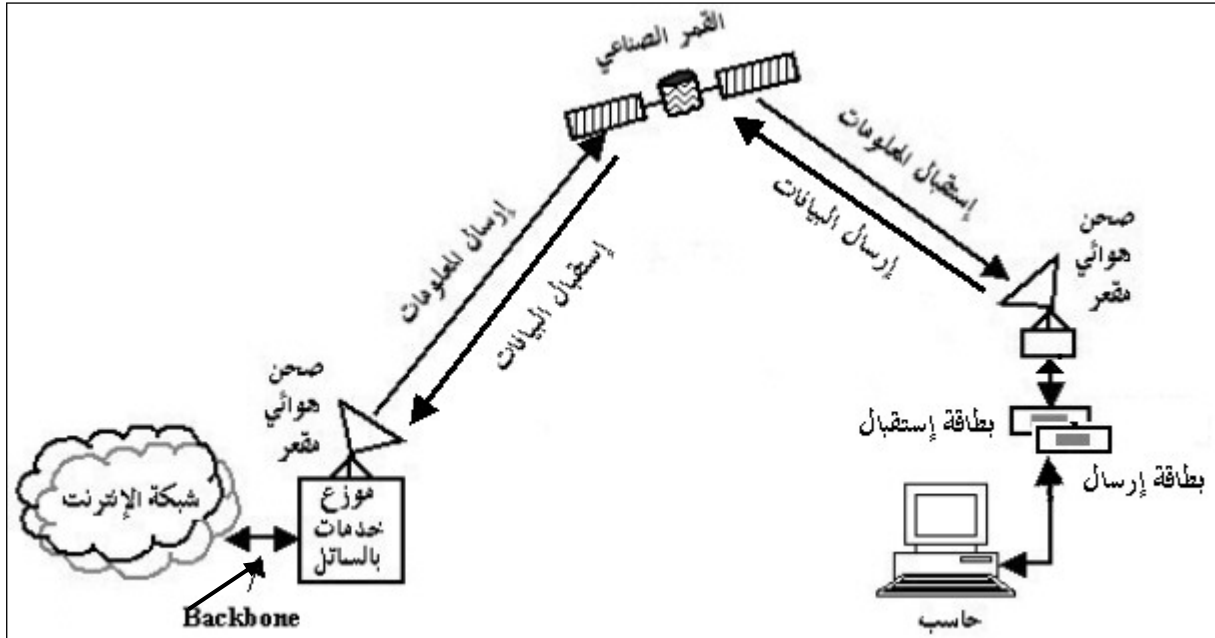 القمر الصناعي
إستقبال المعلومات
إرسال البيانات
إرسال المعلومات
إستقبال البيانات
صحن
هوائي
مقعر
بطاقة إستقبال
بطاقة إرسال
حاسب
صحن
هوائي
مقعر
موزع
خدمات
بالساتل
شبكة الإنترنت
Backbone